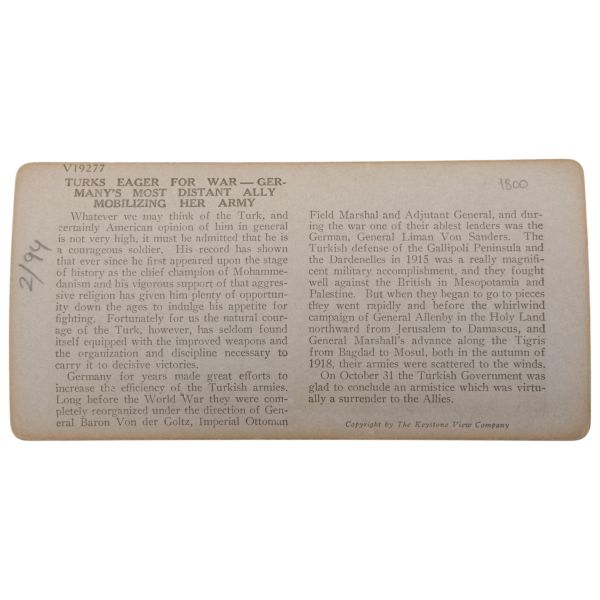 V19277
TURKS EAGER FOR WAR — GER-
MANY'S MOST DISTANT ALLY
MOBILIZING HER ARMY
Whatever we may think of the Turk, and
certainly American opinion of him in general
is not very high, it must be admitted that he is
a courageous soldier. His record has shown
that ever since he first appeared upon the stage
of history as the chief champion of Mohamme-
danism and his vigorous support of that aggres-
sive religion has given him plenty of opportun-
ity down the ages to indulge his appetite for
fighting. Fortunately for us the natural cour-
age of the Turk, however, has seldom found
itself equipped with the improved weapons and
the organization and discipline necessary to
carry it to decisive victories.
Germany for years made great efforts to
increase the efficiency of the Turkish armies.
Long before the World War they were com-
pletely reorganized under the direction of Gen-
eral Baron Von der Goltz, Imperial Ottoman
Field Marshal and Adjutant General, and dur-
ing the war one of their ablest leaders was the
German, General Liman Von Sanders. The
Turkish defense of the Gallipoli Peninsula and
the Dardenelles in 1915 was a really magnifi-
cent military accomplishment, and they fought
well against the British in Mesopotamia and
Palestine. But when they began to go to pieces
they went rapidly and before the whirlwind
campaign of General Allenby in the Holy Land
northward from Jerusalem to Damascus, and
General Marshall's advance along the Tigris
from Bagdad to Mosul, both in the autumn of
1918, their armies were scattered to the winds.
On October 31 the Turkish Government was
glad to conclude an armistice which was virtu-
ally a surrender to the Allies.
Copyright by The Keystone View Company
1800
2/94